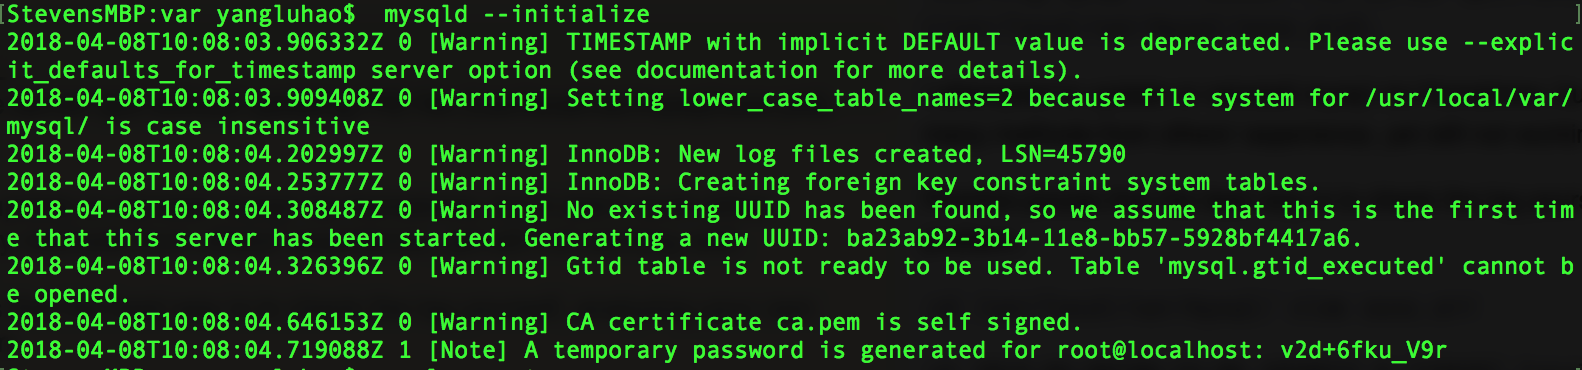 [StevensMBP:var yangluhao$  mysqld --initialize ]
2018-04-08T10:08:03.906332Z 0 [Warning] TIMESTAMP with implicit DEFAULT value is deprecated. Please use --explic
it_defaults_for_timestamp server option (see documentation for more details).
2018-04-08T10:08:03.909408Z 0 [Warning] Setting lower_case_table_names=2 because file system for /usr/local/var/
mysql/ is case insensitive
2018-04-08T10:08:04.202997Z 0 [Warning] InnoDB: New log files created, LSN=45790
2018-04-08T10:08:04.253777Z 0 [Warning] InnoDB: Creating foreign key constraint system tables.
2018-04-08T10:08:04.308487Z 0 [Warning] No existing UUID has been found, so we assume that this is the first tim
e that this server has been started. Generating a new UUID: ba23ab92-3b14-11e8-bb57-5928bf4417a6.
2018-04-08T10:08:04.326396Z 0 [Warning] Gtid table is not ready to be used. Table 'mysql.gtid_executed' cannot b
e opened.
2018-04-08T10:08:04.646153Z 0 [Warning] CA certificate ca.pem is self signed.
2018-04-08T10:08:04.719088Z 1 [Note] A temporary password is generated for root@localhost: v2d+6fku_V9r